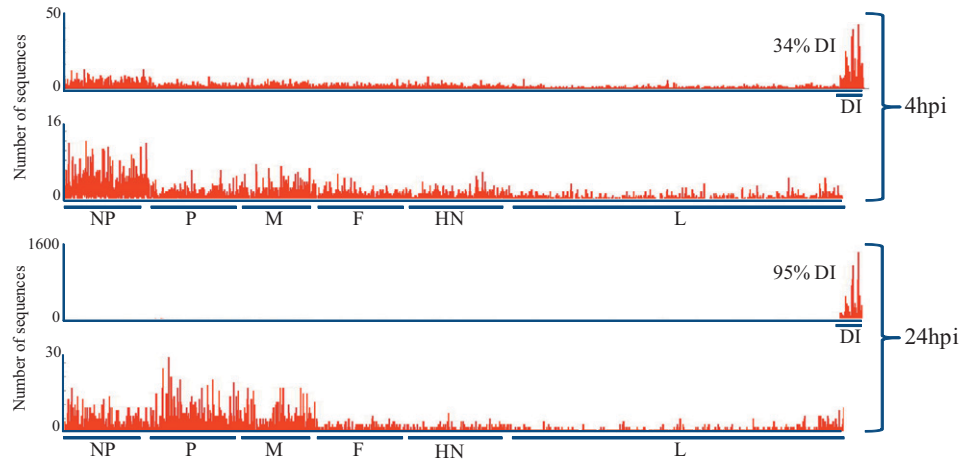 50
Number of sequences
34% DI
0
DI
4hpi
16
0
NP P M F HN L
1600
Number of sequences
95% DI
0
DI
24hpi
30
0
NP P M F HN L